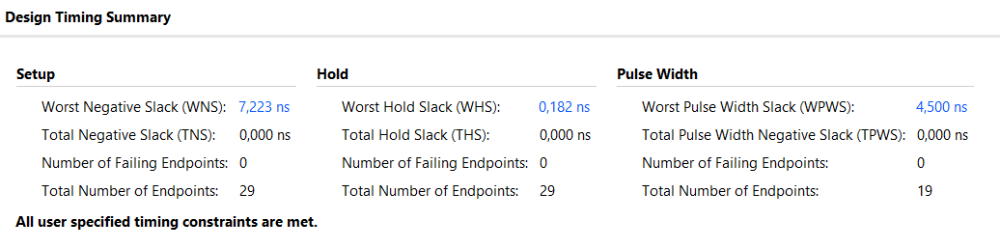 Design Timing Summary
Setup Hold Pulse Width
Worst Negative Slack (WNS): 7,223 ns Worst Hold Slack (WHS): 0,182 ns Worst Pulse Width Slack (WPWS): 4,500 ns
Total Negative Slack (TNS): 0,000 ns Total Hold Slack (THS): 0,000 ns Total Pulse Width Negative Slack (TPWS): 0,000 ns
Number of Failing Endpoints: 0 Number of Failing Endpoints: 0 Number of Failing Endpoints: 0
Total Number of Endpoints: 29 Total Number of Endpoints: 29 Total Number of Endpoints: 19
All user specified timing constraints are met.